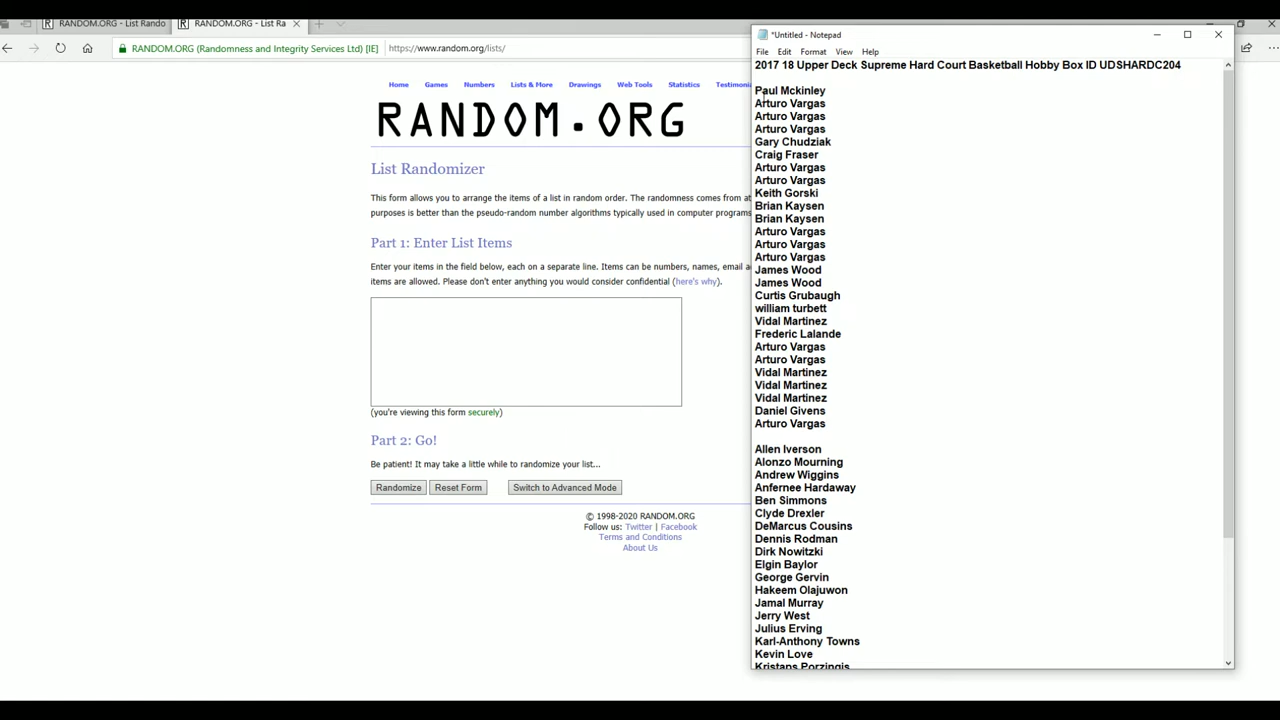 RANDOM.ORG - List Rando
RANDOM.ORG - List Ra
RANDOM.ORG (Randomness and Integrity Services Ltd) [IE]
https://www.random.org/lists/
Home
Games
Numbers
Lists & More
Drawings
Web Tools
Statistics
Testimonia
RANDOM.ORG
List Randomizer
This form allows you to arrange the items of a list in random order. The randomness comes from at
purposes is better than the pseudo-random number algorithms typically used in computer programs
Part 1: Enter List Items
Enter your items in the field below, each on a separate line. Items can be numbers, names, email a
items are allowed. Please don't enter anything you would consider confidential (here's why).
(you're viewing this form securely)
Part 2: Go!
Be patient! It may take a little while to randomize your list...
Randomize
Reset Form
Switch to Advanced Mode
© 1998-2020 RANDOM.ORG
Follow us: Twitter | Facebook
Terms and Conditions
About Us
*Untitled - Notepad
File
Edit
Format
View
Help
2017 18 Upper Deck Supreme Hard Court Basketball Hobby Box ID UDSHARDC204
Paul Mckinley
Arturo Vargas
Arturo Vargas
Arturo Vargas
Gary Chudziak
Craig Fraser
Arturo Vargas
Arturo Vargas
Keith Gorski
Brian Kaysen
Brian Kaysen
Arturo Vargas
Arturo Vargas
Arturo Vargas
James Wood
James Wood
Curtis Grubaugh
william turbett
Vidal Martinez
Frederic Lalande
Arturo Vargas
Arturo Vargas
Vidal Martinez
Vidal Martinez
Vidal Martinez
Daniel Givens
Arturo Vargas
Allen Iverson
Alonzo Mourning
Andrew Wiggins
Anfernee Hardaway
Ben Simmons
Clyde Drexler
DeMarcus Cousins
Dennis Rodman
Dirk Nowitzki
Elgin Baylor
George Gervin
Hakeem Olajuwon
Jamal Murray
Jerry West
Julius Erving
Karl-Anthony Towns
Kevin Love
Kristaps Porzingis